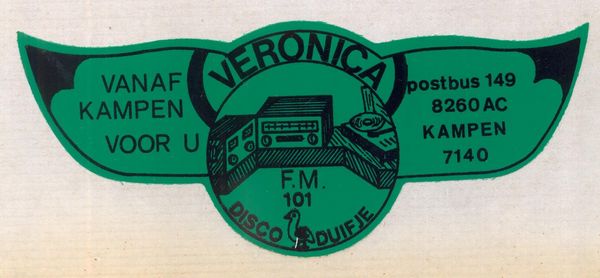 VERONICA
VANAF
KAMPEN
VOOR U
postbus 149
8260 AC
KAMPEN
7140
F.M.
101
DISCO DUIFJE